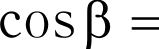 cos β =